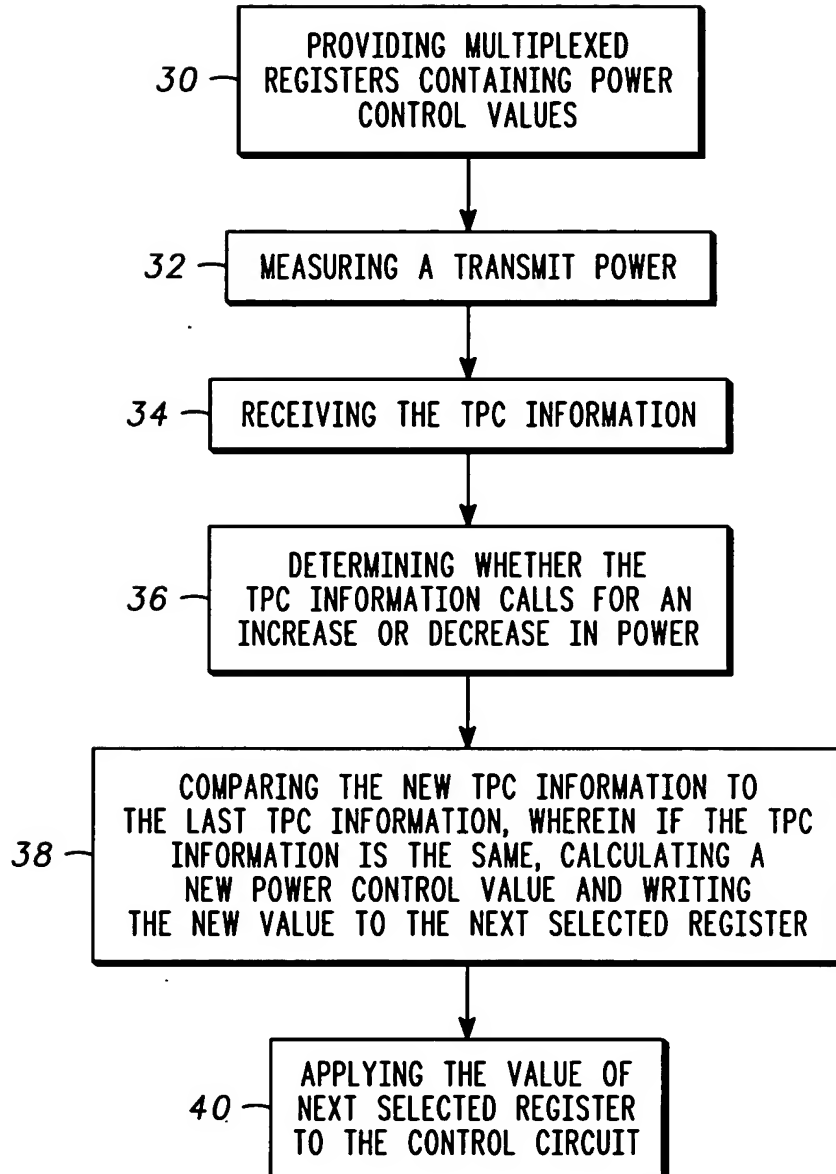 30
PROVIDING MULTIPLEXED
REGISTERS CONTAINING POWER
CONTROL VALUES
32
MEASURING A TRANSMIT POWER
34
RECEIVING THE TPC INFORMATION
36
DETERMINING WHETHER THE
TPC INFORMATION CALLS FOR AN
INCREASE OR DECREASE IN POWER
38
COMPARING THE NEW TPC INFORMATION TO
THE LAST TPC INFORMATION, WHEREIN IF THE TPC
INFORMATION IS THE SAME, CALCULATING A
NEW POWER CONTROL VALUE AND WRITING
THE NEW VALUE TO THE NEXT SELECTED REGISTER
40
APPLYING THE VALUE OF
NEXT SELECTED REGISTER
TO THE CONTROL CIRCUIT